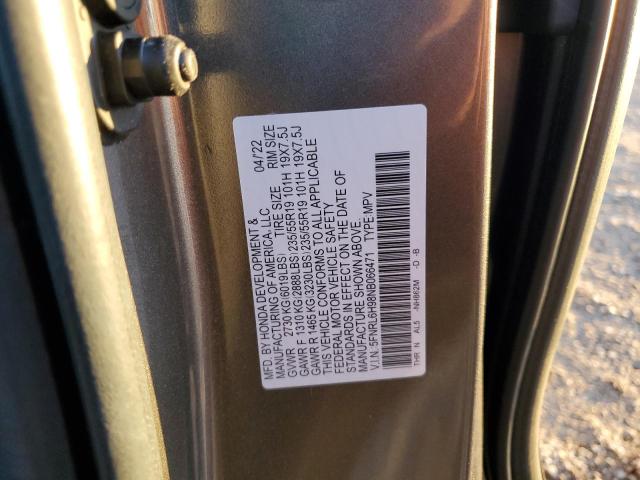 MFD. BY HONDA DEVELOPMENT & 04/22
MANUFACTURING OF AMERICA, LLC TIRE SIZE RIM SIZE
GVWR 2730 KG(6019LBS)
GAWR F 1310 KG(2880LBS) 235/55R19 101H 19X7.5J
GAWR R 1465 KG(3230LBS) 235/55R19 101H 19X7.5J
THIS VEHICLE CONFORMS TO ALL APPLICABLE
FEDERAL MOTOR VEHICLE SAFETY
STANDARDS IN EFFECT ON THE DATE OF
MANUFACTURE SHOWN ABOVE.
V.I.N: 5FNRL6H98NB066471 TYPE:MPV
THR N AL5 -NH862M -D -B